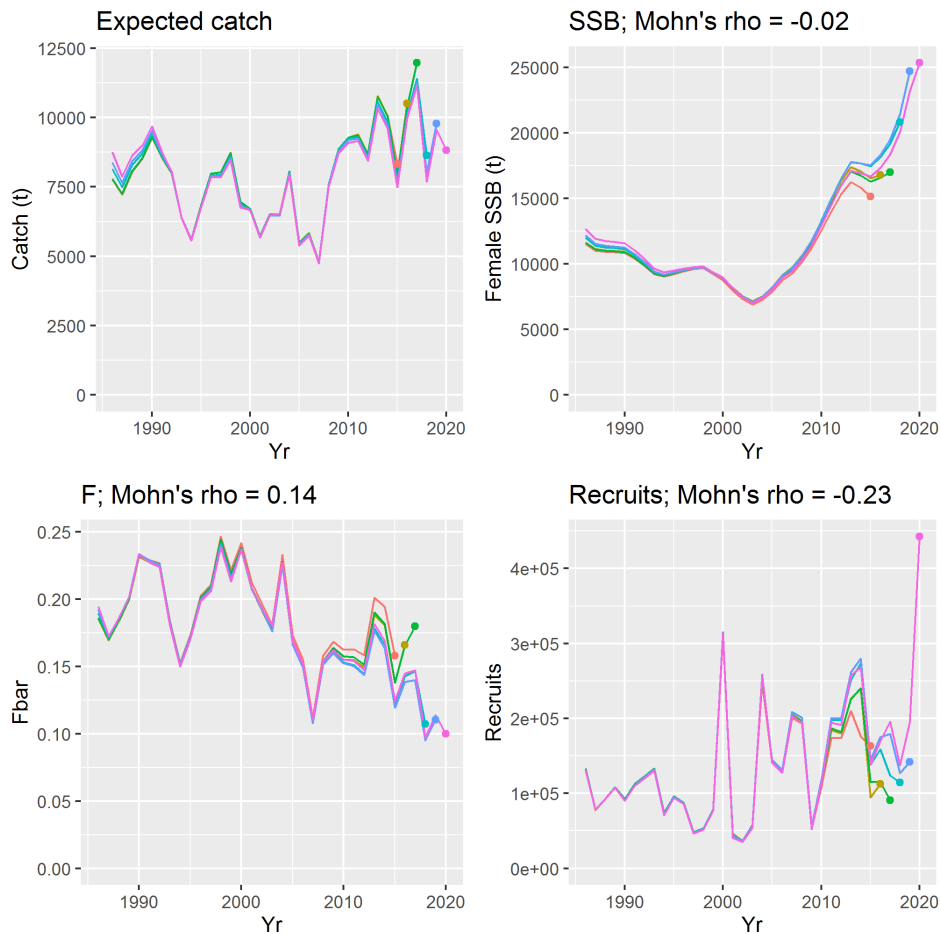 Expected catch
12500
10000
7500
5000
2500
0
Catch (t)
1990 2000 2010 2020
Yr
SSB; Mohn's rho = -0.02
25000
20000
15000
10000
5000
0
Female SSB (t)
1990 2000 2010 2020
Yr
F; Mohn's rho = 0.14
0.25
0.20
0.15
0.10
0.05
0.00
Fbar
1990 2000 2010 2020
Yr
Recruits; Mohn's rho = -0.23
4e+05
3e+05
2e+05
1e+05
0e+00
Recruits
1990 2000 2010 2020
Yr